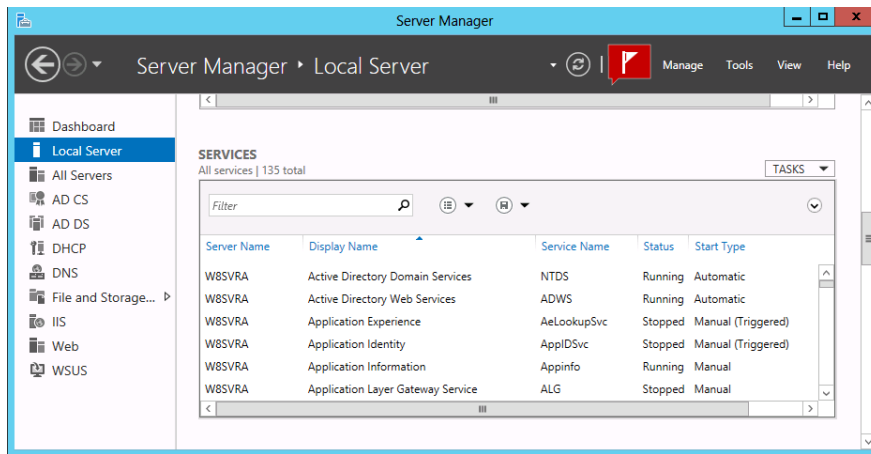 Server Manager
Server Manager ‣ Local Server
Manage Tools View Help
Dashboard
Local Server
All Servers
AD CS
AD DS
DHCP
DNS
File and Storage...
IIS
Web
WSUS
SERVICES
All services | 135 total
TASKS
Filter
Server Name Display Name Service Name Status Start Type
W8SVRA Active Directory Domain Services NTDS Running Automatic
W8SVRA Active Directory Web Services ADWS Running Automatic
W8SVRA Application Experience AeLookupSvc Stopped Manual (Triggered)
W8SVRA Application Identity AppIDSvc Stopped Manual (Triggered)
W8SVRA Application Information Appinfo Running Manual
W8SVRA Application Layer Gateway Service ALG Stopped Manual